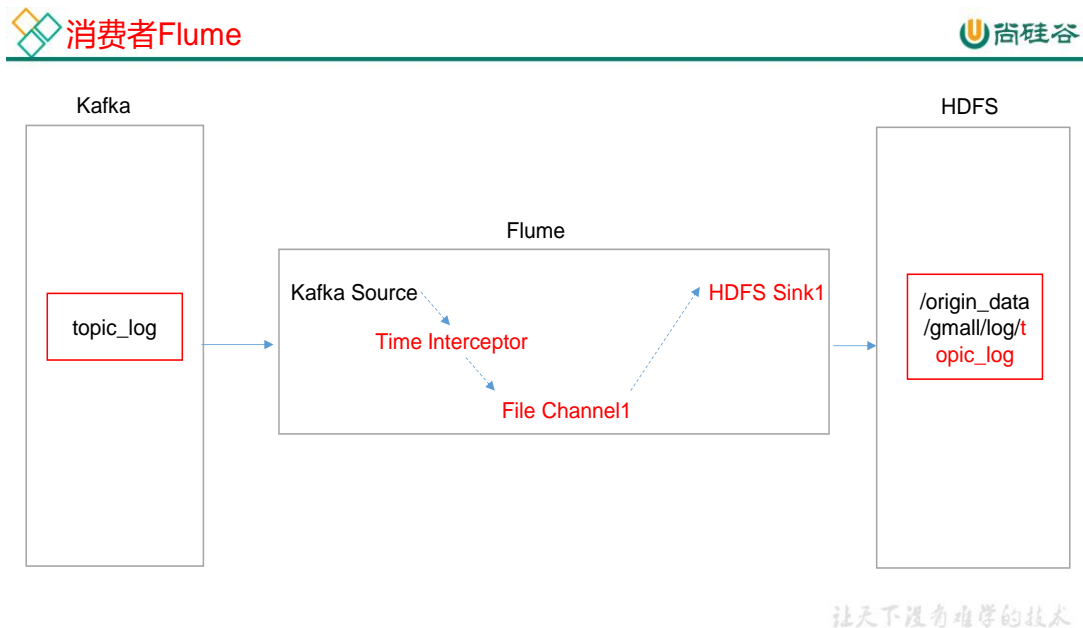 消费者Flume
尚硅谷
Kafka
HDFS
Flume
Kafka Source
HDFS Sink1
/origin_data
/gmall/log/t
opic_log
topic_log
Time Interceptor
File Channel1
让天下没有难学的技术